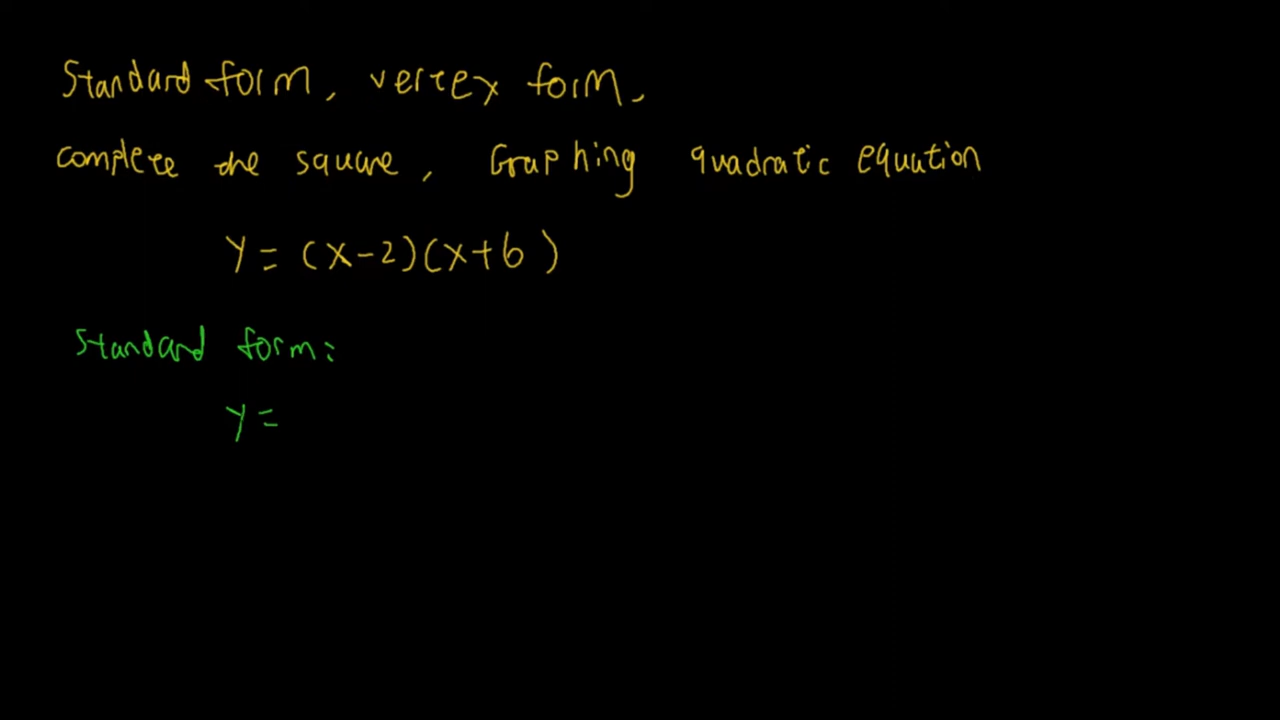 Standard form, vertex form,
complete the square, Graphing quadratic equation
y = (x-2)(x+6)
Standard form:
y =